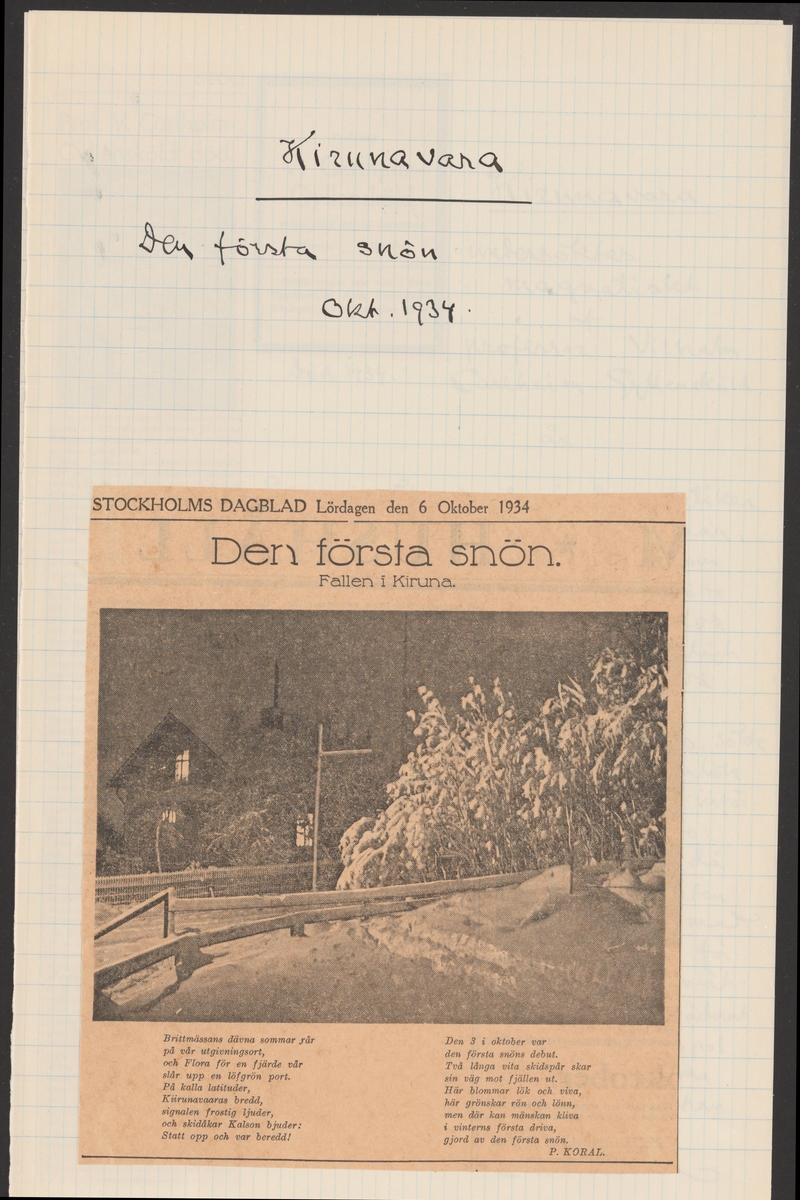 Kirunavara
Den första snön
Okt. 1934.
STOCKHOLMS DAGBLAD Lördagen den 6 Oktober 1934
Den första snön.
Fallen i Kiruna.
Brittmässans dävna sommar rår
på vår utgivningsort,
och Flora för en fjärde vår
slår upp en löfgrön port.
På kalla latituder,
Kiirunavaaras bredd,
signalen frostig ljuder,
och skidåkar Kalson bjuder:
Statt opp och var beredd!
Den 3 i oktober var
den första snöns debut.
Två långa vita skidspår skar
sin väg mot fjällen ut.
Här blommar lök och viva,
här grönskar rön och lönn,
men där kan mänskan kliva
i vinterns första driva,
gjord av den första snön.
P. KORAL.